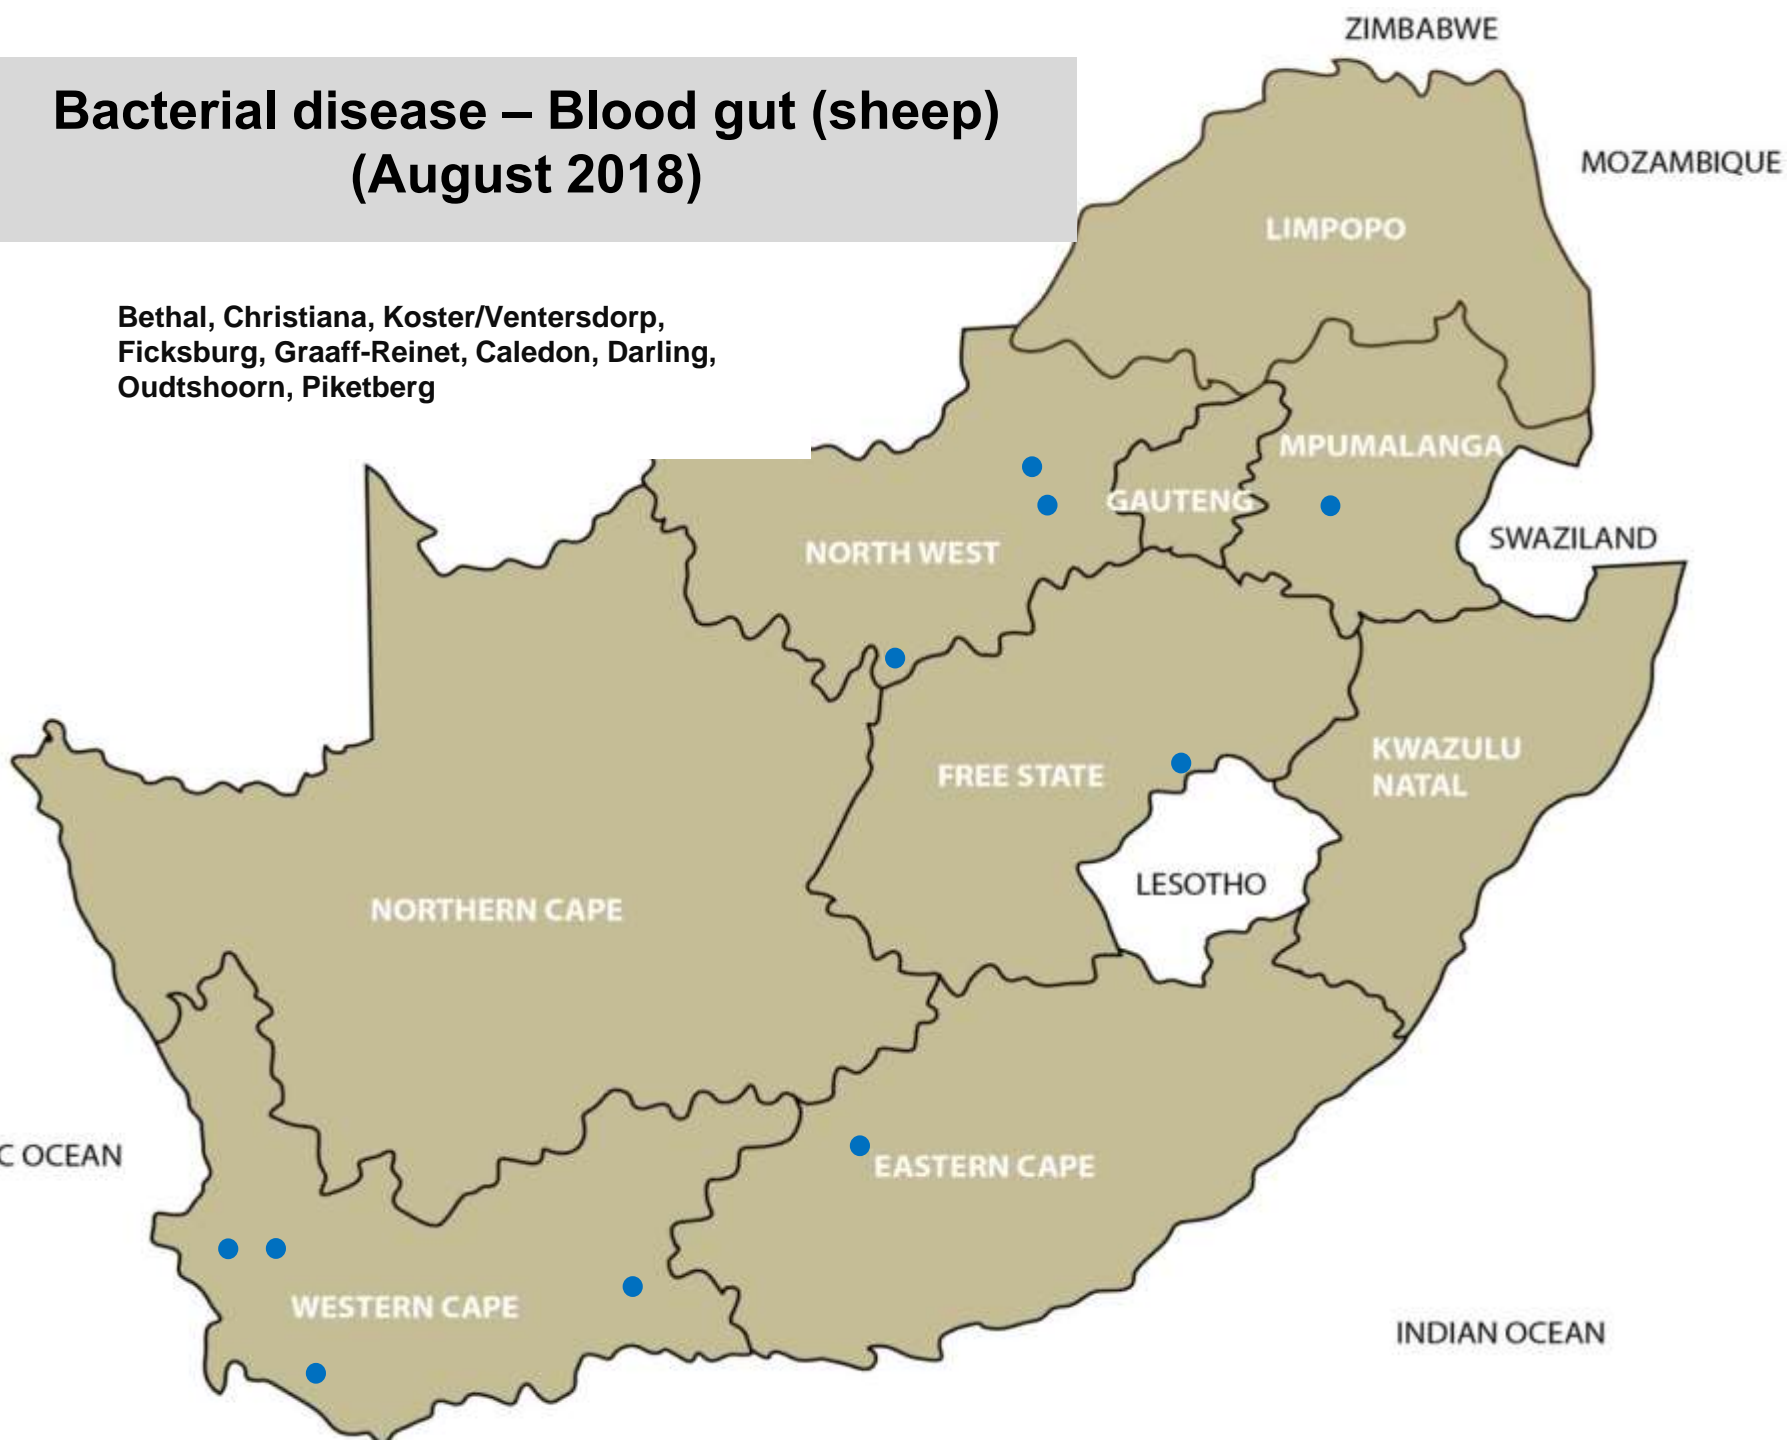 ZIMBABWE
Bacterial disease – Blood gut (sheep)
(August 2018)
MOZAMBIQUE
LIMPOPO
Bethal, Christiana, Koster/Ventersdorp,
Ficksburg, Graaff-Reinet, Caledon, Darling,
Oudtshoorn, Piketberg
MPUMALANGA
GAUTENG
SWAZILAND
NORTH WEST
KWAZULU
NATAL
FREE STATE
LESOTHO
NORTHERN CAPE
C OCEAN
EASTERN CAPE
WESTERN CAPE
INDIAN OCEAN